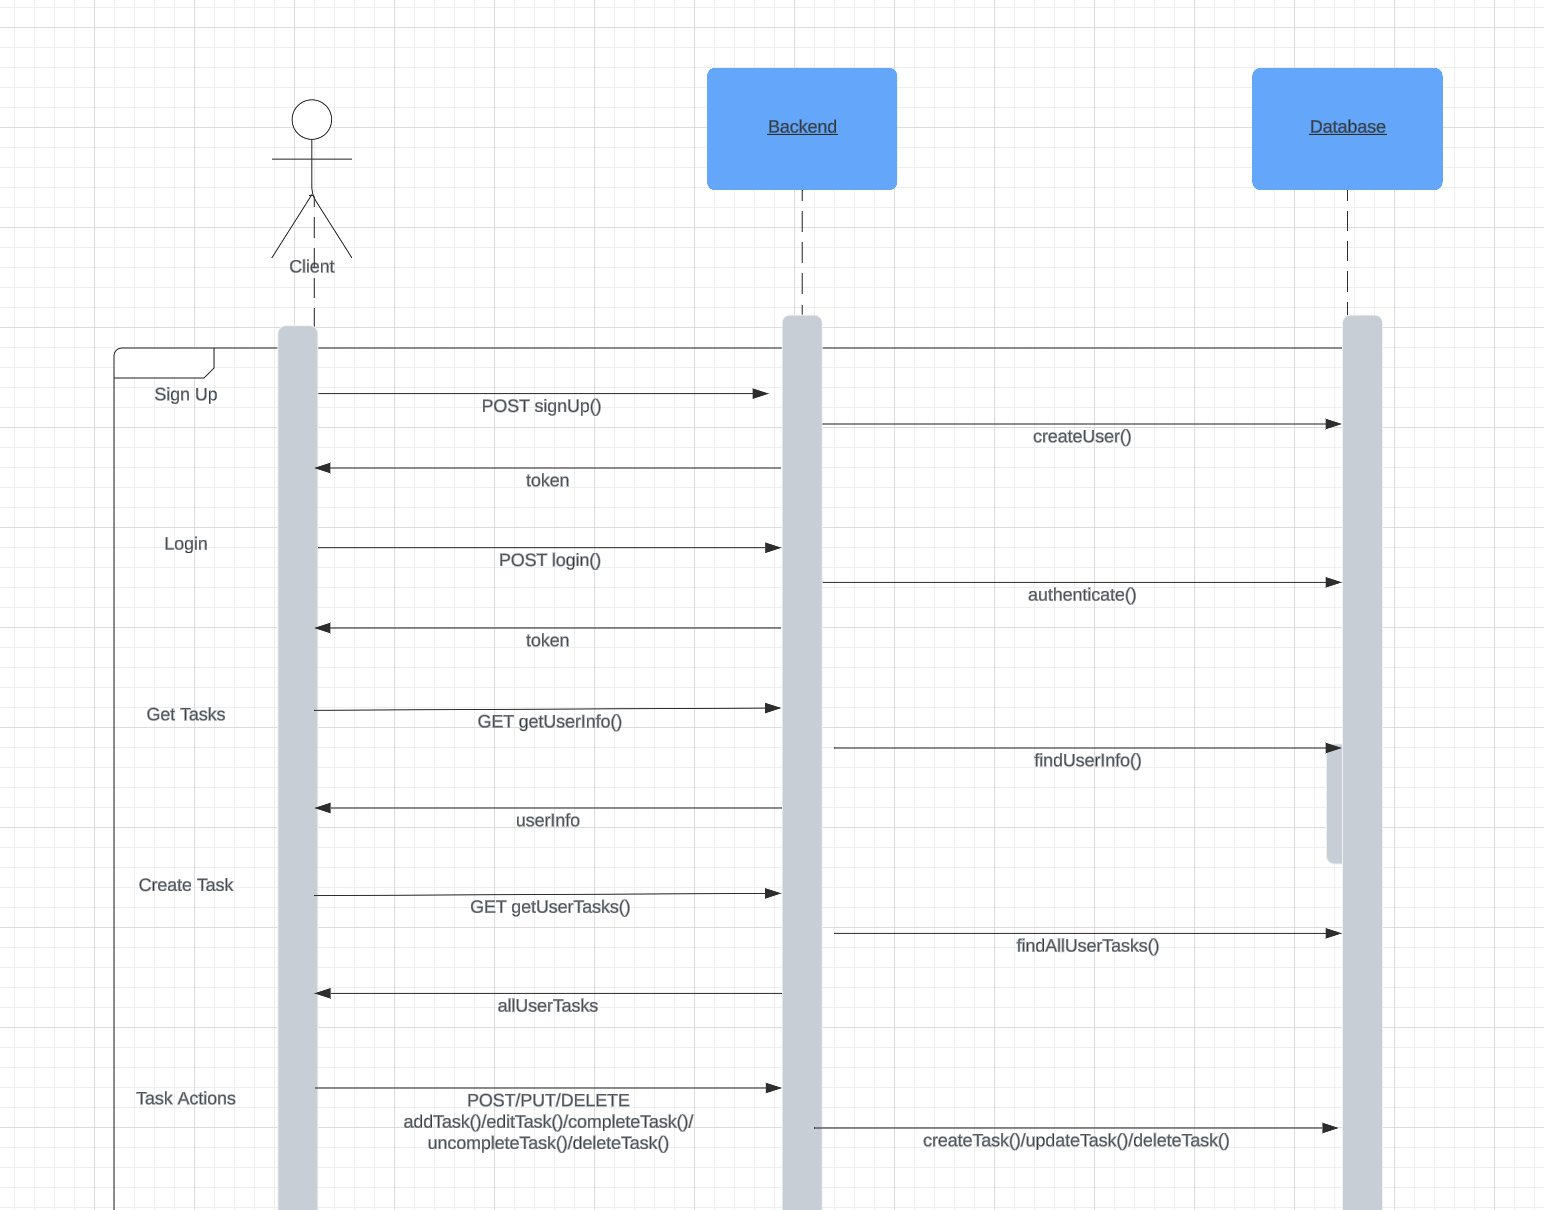 Backend
Database
Client
Sign Up
POST signUp()
createUser()
token
Login
POST login()
authenticate()
token
Get Tasks
GET getUserInfo()
findUserInfo()
userInfo
Create Task
GET getUserTasks()
findAllUserTasks()
allUserTasks
Task Actions
POST/PUT/DELETE
addTask()/editTask()/completeTask()/
uncompleteTask()/deleteTask()
createTask()/updateTask()/deleteTask()